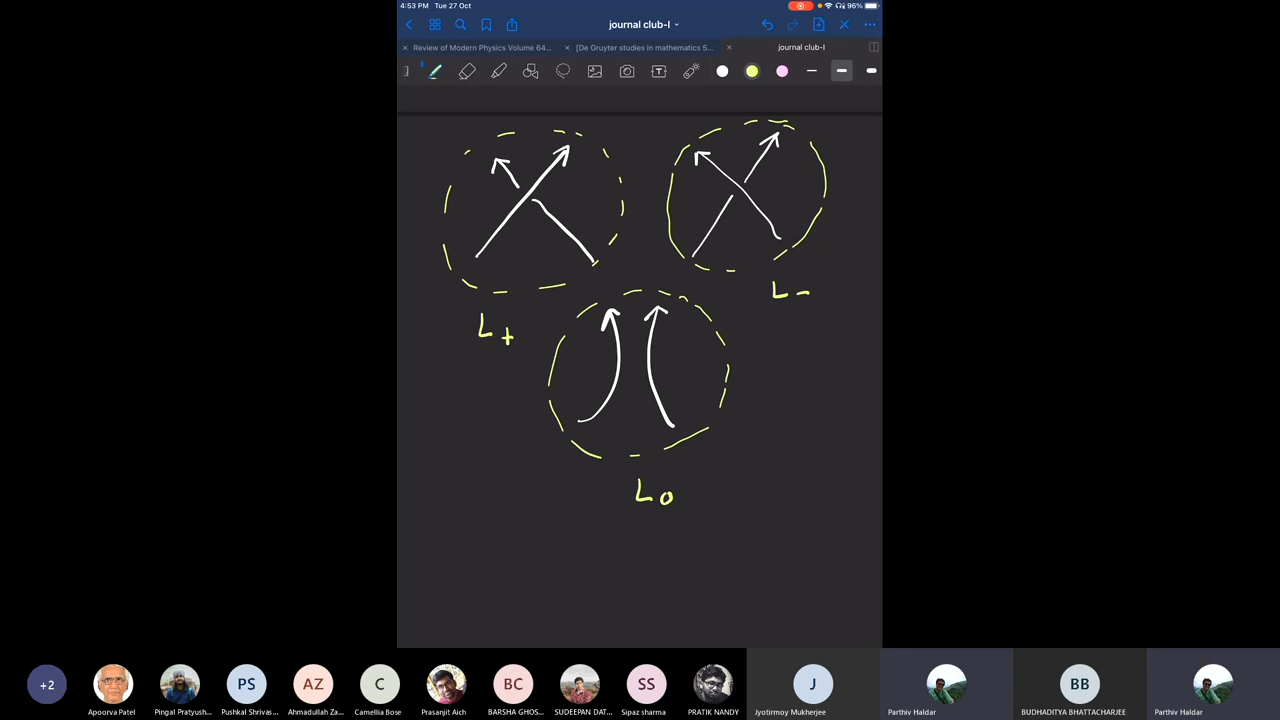 4:53 PM Tue 27 Oct
96%
journal club-I
Review of Modern Physics Volume 64...
[De Gruyter studies in mathematics 5...
journal club-I
L+
L-
L0
+2
PS
AZ
C
BC
SS
J
BB
Apoorva Patel
Pingal Pratyush...
Pushkal Shrivas...
Ahmadullah Za...
Camellia Bose
Prasanjit Aich
BARSHA GHOS...
SUDEEPAN DAT...
Sipaz sharma
PRATIK NANDY
Jyotirmoy Mukherjee
Parthiv Haldar
BUDHADITYA BHATTACHARJEE
Parthiv Haldar